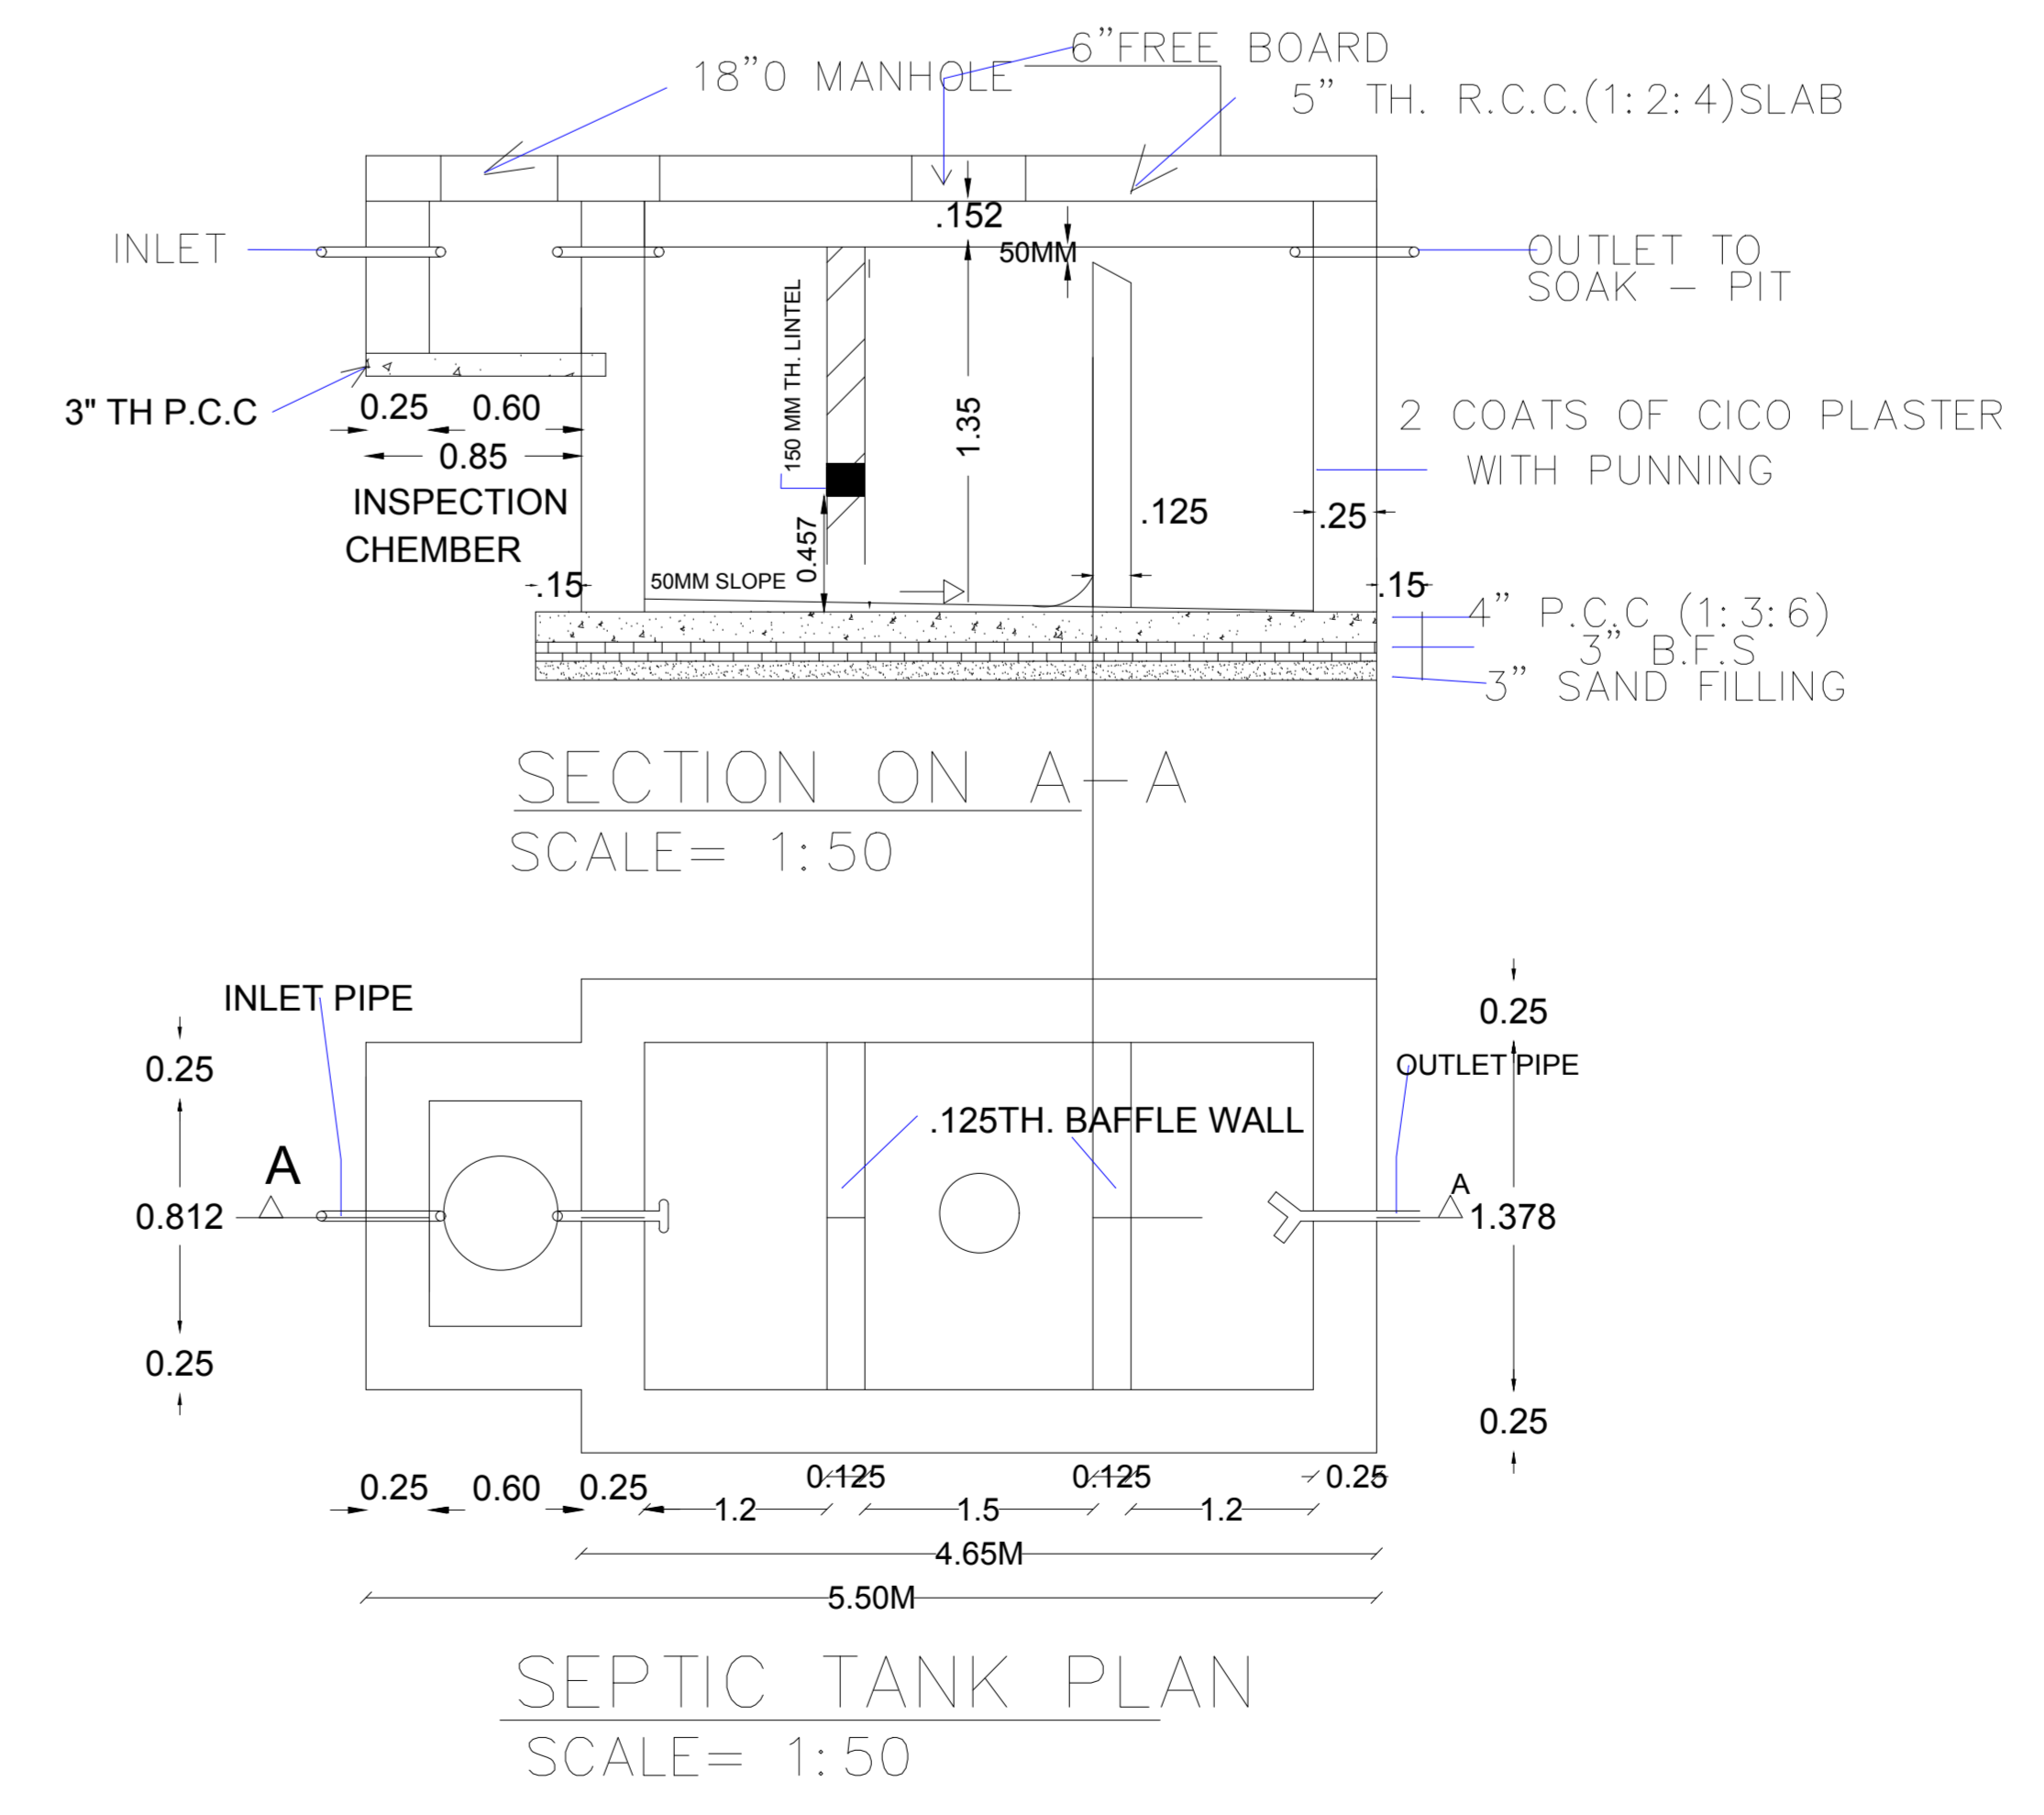 6”FREE BOARD
18”0 MANHOLE
5” TH. R.C.C.(1:2:4)SLAB
.152
INLET
50MM
OUTLET TO
SOAK – PIT
150 MM TH. LINTEL
3" TH P.C.C
0.25
0.60
1.35
2 COATS OF CICO PLASTER
WITH PUNNING
0.85
INSPECTION
CHEMBER
.125
.25
0.457
.15
50MM SLOPE
.15
4” P.C.C (1:3:6)
3” B.F.S
3” SAND FILLING
SECTION ON A–A
SCALE= 1:50
INLET PIPE
0.25
0.25
OUTLET PIPE
.125TH. BAFFLE WALL
A
A
0.812
1.378
0.25
0.25
0.25
0.60
0.25
0.125
0.125
0.25
1.2
1.5
1.2
4.65M
5.50M
SEPTIC TANK PLAN
SCALE= 1:50